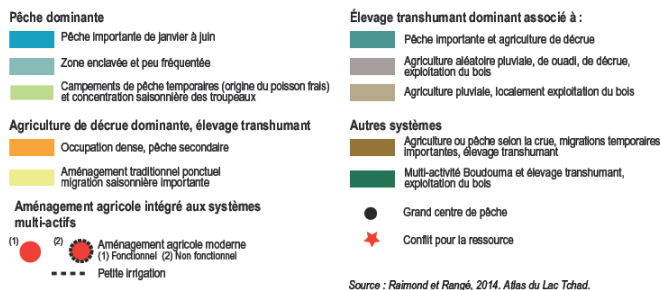 Pêche dominante
Pêche importante de janvier à juin
Zone enclavée et peu fréquentée
Campements de pêche temporaires (origine du poisson frais)
et concentration saisonnière des troupeaux
Agriculture de décrue dominante, élevage transhumant
Occupation dense, pêche secondaire
Aménagement traditionnel ponctuel
migration saisonnière importante
Aménagement agricole intégré aux systèmes
multi-actifs
(1) (2) Aménagement agricole moderne
(1) Fonctionnel (2) Non fonctionnel
Petite irrigation
Élevage transhumant dominant associé à :
Pêche importante et agriculture de décrue
Agriculture aléatoire pluviale, de ouadi, de décrue,
exploitation du bois
Agriculture pluviale, localement exploitation du bois
Autres systèmes
Agriculture ou pêche selon la crue, migrations temporaires
importantes, élevage transhumant
Multi-activité Boudouma et élevage transhumant,
exploitation du bois
Grand centre de pêche
Conflit pour la ressource
Source : Raimond et Rangé, 2014. Atlas du Lac Tchad.